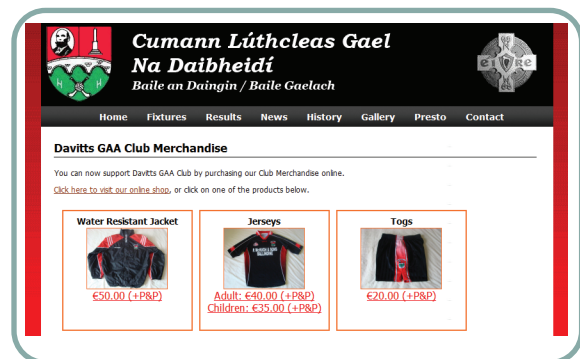 Cumann Lúthcleas Gael
Na Daibheidí
Baile an Daingin / Baile Gaelach
Home Fixtures Results News History Gallery Presto Contact
Davitts GAA Club Merchandise
You can now support Davitts GAA Club by purchasing our Club Merchandise online.
Click here to visit our online shop, or click on one of the products below.
Water Resistant Jacket
€50.00 (+P&P)
Jerseys
Adult: €40.00 (+P&P)
Children: €35.00 (+P&P)
Togs
€20.00 (+P&P)